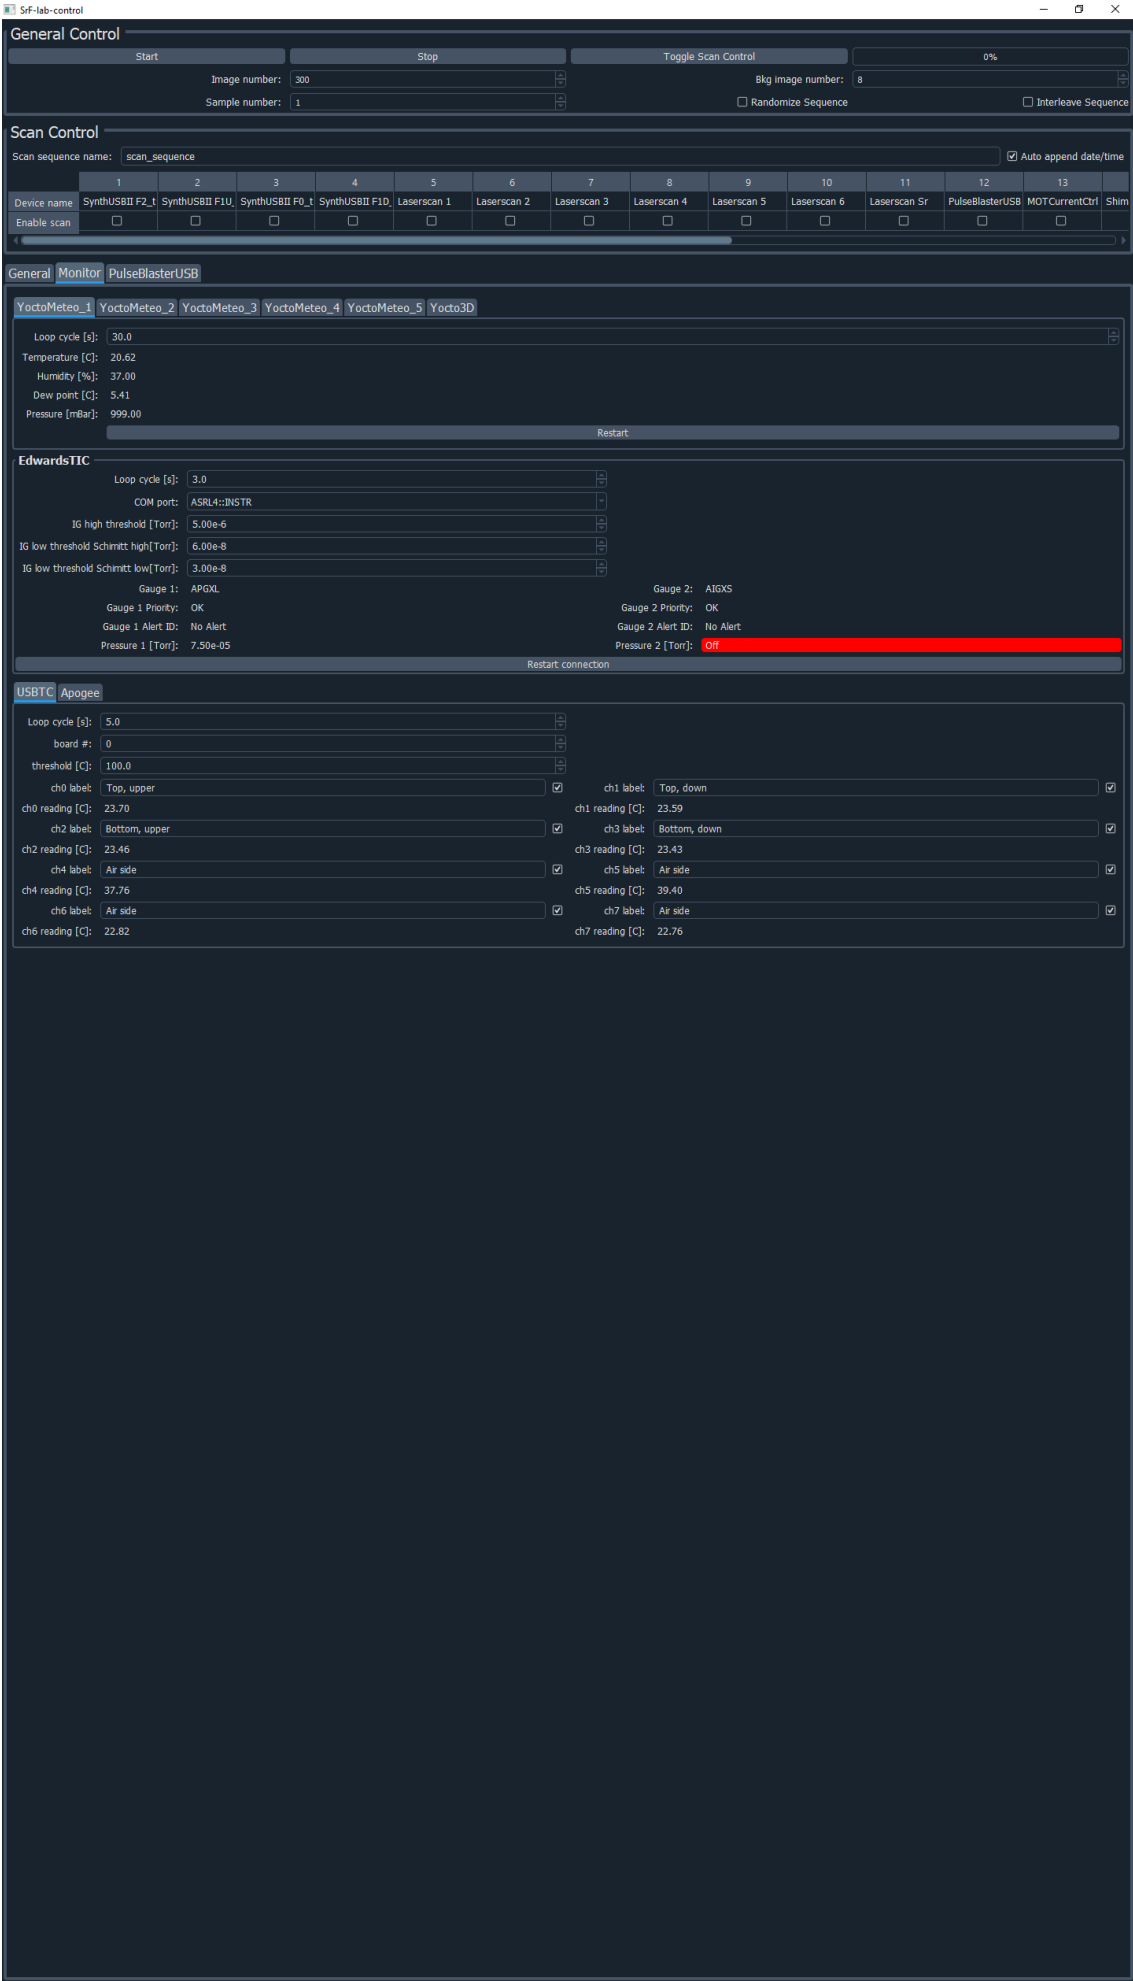 SrF-lab-control
General Control
Start Stop Toggle Scan Control 0%
Image number: 300 Bkg image number: 8
Sample number: 1 Randomize Sequence Interleave Sequence
Scan Control
Scan sequence name: scan_sequence Auto append date/time
1 2 3 4 5 6 7 8 9 10 11 12 13
Device name SynthUSBII F2_t SynthUSBII F1U_ SynthUSBII F0_t SynthUSBII F1D_ Laserscan 1 Laserscan 2 Laserscan 3 Laserscan 4 Laserscan 5 Laserscan 6 Laserscan Sr PulseBlasterUSB MOTCurrentCtrl Shim
Enable scan
General Monitor PulseBlasterUSB
YoctoMeteo_1 YoctoMeteo_2 YoctoMeteo_3 YoctoMeteo_4 YoctoMeteo_5 Yocto3D
Loop cycle [s]: 30.0
Temperature [C]: 20.62
Humidity [%]: 37.00
Dew point [C]: 5.41
Pressure [mBar]: 999.00
Restart
EdwardsTIC
Loop cycle [s]: 3.0
COM port: ASRL4::INSTR
IG high threshold [Torr]: 5.00e-6
IG low threshold Schimitt high[Torr]: 6.00e-8
IG low threshold Schimitt low[Torr]: 3.00e-8
Gauge 1: APGXL Gauge 2: AIGXS
Gauge 1 Priority: OK Gauge 2 Priority: OK
Gauge 1 Alert ID: No Alert Gauge 2 Alert ID: No Alert
Pressure 1 [Torr]: 7.50e-05 Pressure 2 [Torr]: Off
Restart connection
USBTC Apogee
Loop cycle [s]: 5.0
board #: 0
threshold [C]: 100.0
ch0 label: Top, upper ch1 label: Top, down
ch0 reading [C]: 23.70 ch1 reading [C]: 23.59
ch2 label: Bottom, upper ch3 label: Bottom, down
ch2 reading [C]: 23.46 ch3 reading [C]: 23.43
ch4 label: Air side ch5 label: Air side
ch4 reading [C]: 37.76 ch5 reading [C]: 39.40
ch6 label: Air side ch7 label: Air side
ch6 reading [C]: 22.82 ch7 reading [C]: 22.76